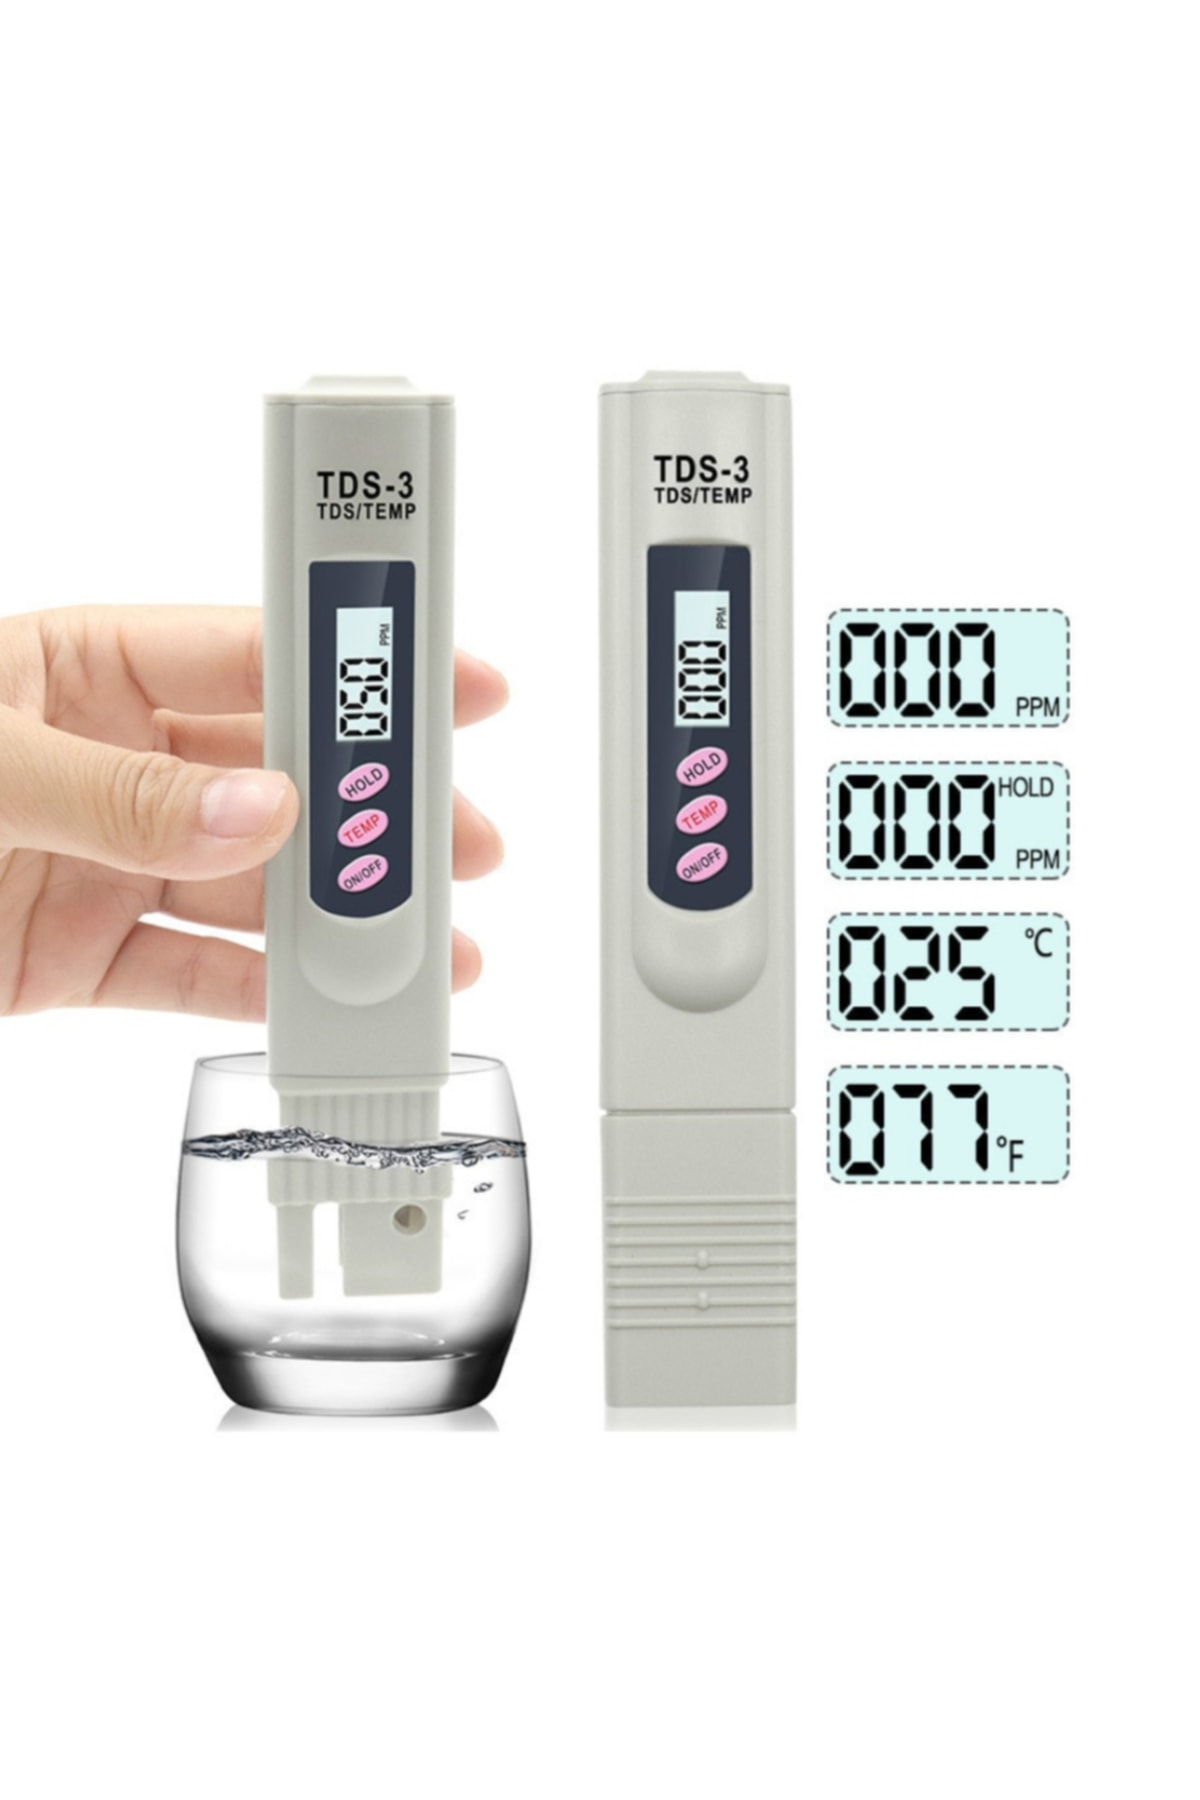 TDS-3
TDS/TEMP
050 PPM
HOLD
TEMP
ON/OFF
TDS-3
TDS/TEMP
000 PPM
HOLD
TEMP
ON/OFF
000 PPM
000 HOLD PPM
025 °C
077 °F